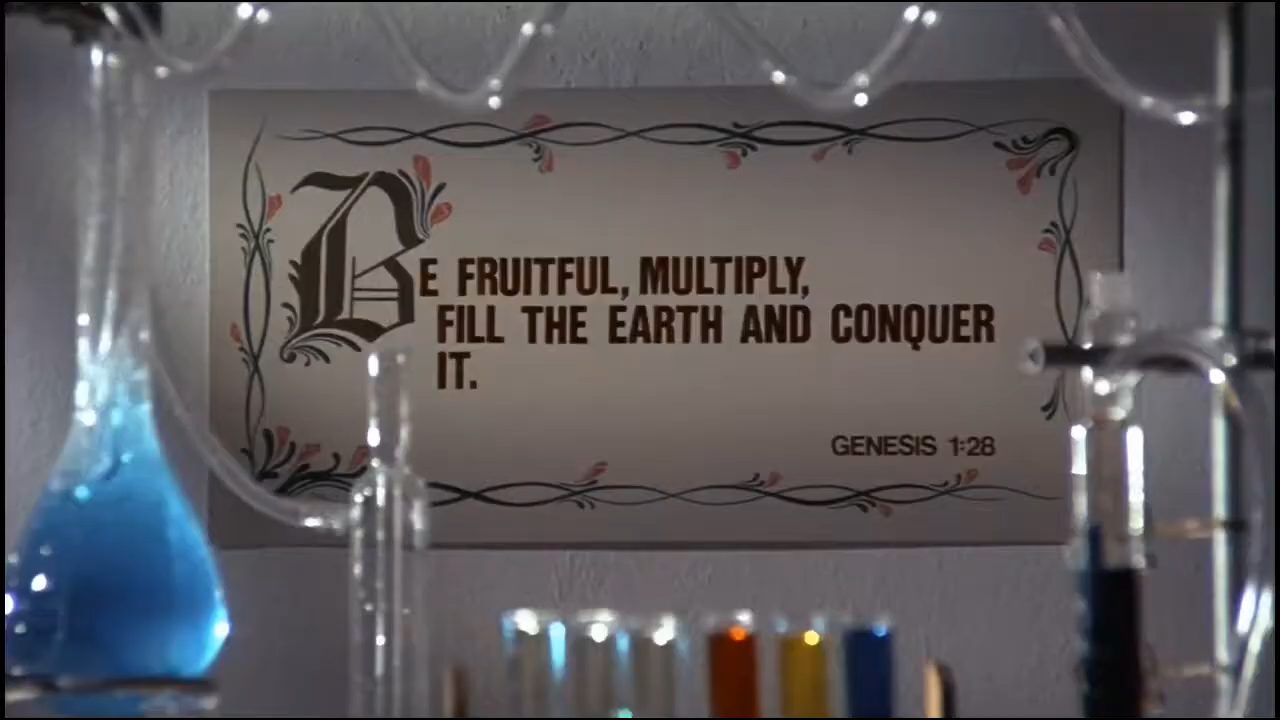 BE FRUITFUL, MULTIPLY,
FILL THE EARTH AND CONQUER
IT.
GENESIS 1:28